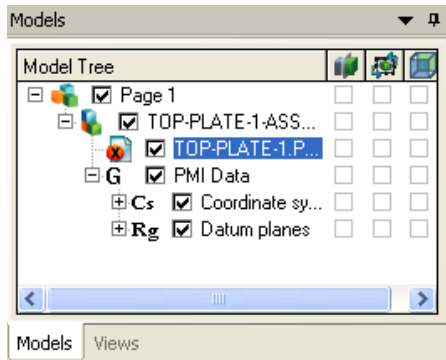 Models
Model Tree
Page 1
TOP-PLATE-1-ASS...
TOP-PLATE-1.P...
G PMI Data
Cs Coordinate sy...
Rg Datum planes
Models Views